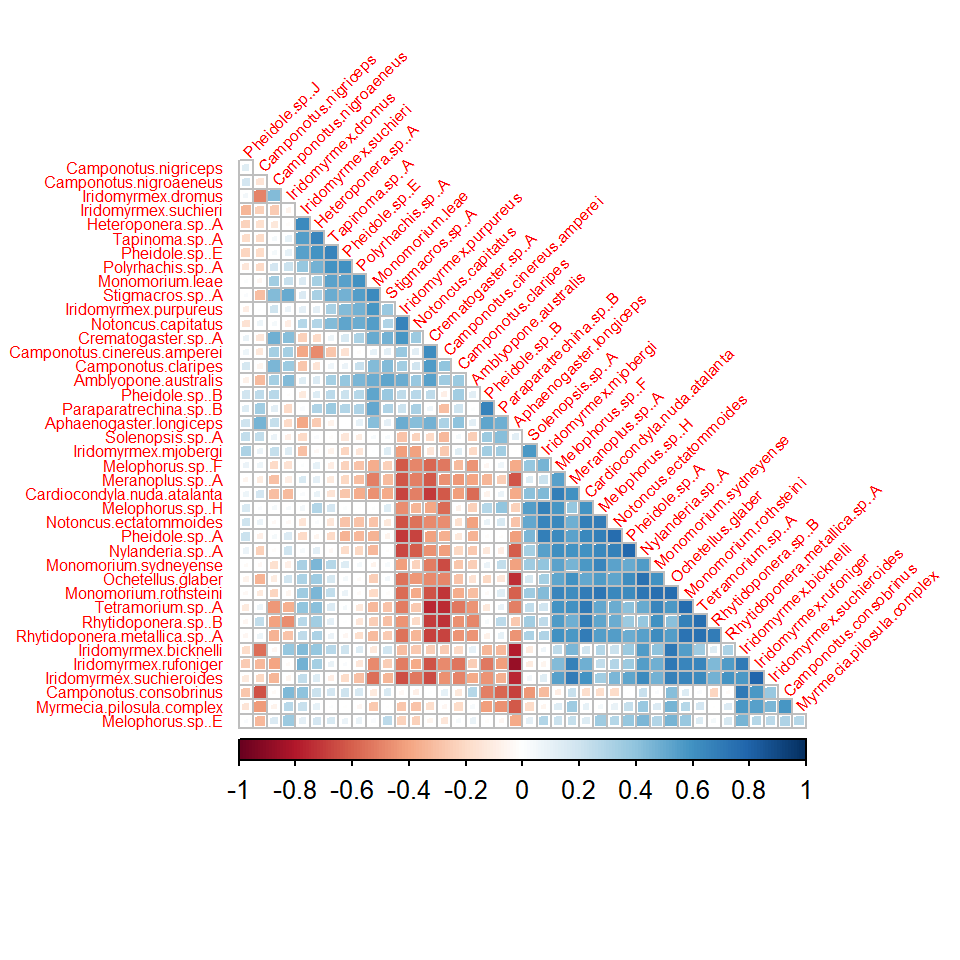 Pheidole.sp..J
Camponotus.nigriceps
Camponotus.nigroaeneus
Iridomyrmex.dromus
Iridomyrmex.suchieri
Heteroponera.sp..A
Tapinoma.sp..A
Pheidole.sp..E
Polyrhachis.sp..A
Monomorium.leae
Stigmacros.sp..A
Iridomyrmex.purpureus
Notoncus.capitatus
Crematogaster.sp..A
Camponotus.cinereus.amperei
Camponotus.claripes
Amblyopone.australis
Pheidole.sp..B
Paraparatrechina.sp..B
Aphaenogaster.longiceps
Solenopsis.sp..A
Iridomyrmex.mjobergi
Melophorus.sp..F
Meranoplus.sp..A
Cardiocondyla.nuda.atalanta
Melophorus.sp..H
Notoncus.ectatommoides
Pheidole.sp..A
Nylanderia.sp..A
Monomorium.sydneyense
Ochetellus.glaber
Monomorium.rothsteini
Tetramorium.sp..A
Rhytidoponera.sp..B
Rhytidoponera.metallica.sp..A
Iridomyrmex.bicknelli
Iridomyrmex.rufoniger
Iridomyrmex.suchieroides
Camponotus.consobrinus
Myrmecia.pilosula.complex
Camponotus.nigriceps
Camponotus.nigroaeneus
Iridomyrmex.dromus
Iridomyrmex.suchieri
Heteroponera.sp..A
Tapinoma.sp..A
Pheidole.sp..E
Polyrhachis.sp..A
Monomorium.leae
Stigmacros.sp..A
Iridomyrmex.purpureus
Notoncus.capitatus
Crematogaster.sp..A
Camponotus.cinereus.amperei
Camponotus.claripes
Amblyopone.australis
Pheidole.sp..B
Paraparatrechina.sp..B
Aphaenogaster.longiceps
Solenopsis.sp..A
Iridomyrmex.mjobergi
Melophorus.sp..F
Meranoplus.sp..A
Cardiocondyla.nuda.atalanta
Melophorus.sp..H
Notoncus.ectatommoides
Pheidole.sp..A
Nylanderia.sp..A
Monomorium.sydneyense
Ochetellus.glaber
Monomorium.rothsteini
Tetramorium.sp..A
Rhytidoponera.sp..B
Rhytidoponera.metallica.sp..A
Iridomyrmex.bicknelli
Iridomyrmex.rufoniger
Iridomyrmex.suchieroides
Camponotus.consobrinus
Myrmecia.pilosula.complex
Melophorus.sp..E
-1 -0.8 -0.6 -0.4 -0.2 0 0.2 0.4 0.6 0.8 1